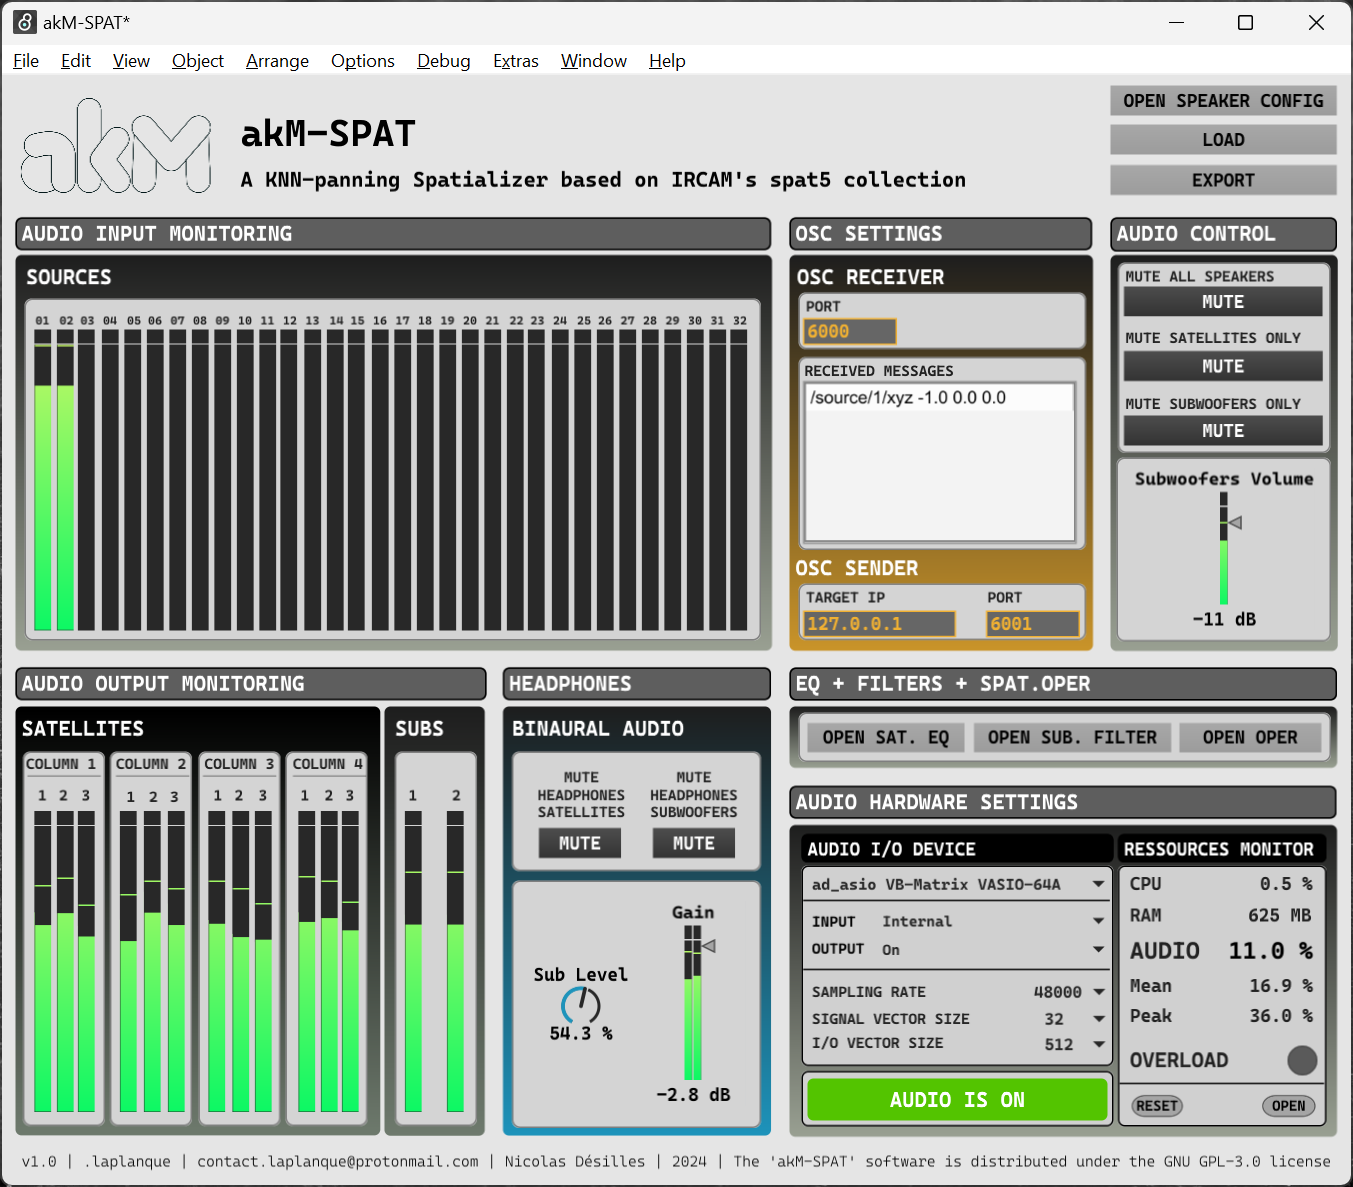 akM-SPAT*
File Edit View Object Arrange Options Debug Extras Window Help
akM
akM-SPAT
A KNN-panning Spatializer based on IRCAM's spat5 collection
OPEN SPEAKER CONFIG
LOAD
EXPORT
AUDIO INPUT MONITORING
SOURCES
01 02 03 04 05 06 07 08 09 10 11 12 13 14 15 16 17 18 19 20 21 22 23 24 25 26 27 28 29 30 31 32
OSC SETTINGS
OSC RECEIVER
PORT
6000
RECEIVED MESSAGES
/source/1/xyz -1.0 0.0 0.0
OSC SENDER
TARGET IP PORT
127.0.0.1 6001
AUDIO CONTROL
MUTE ALL SPEAKERS
MUTE
MUTE SATELLITES ONLY
MUTE
MUTE SUBWOOFERS ONLY
MUTE
Subwoofers Volume
-11 dB
AUDIO OUTPUT MONITORING
SATELLITES
COLUMN 1 COLUMN 2 COLUMN 3 COLUMN 4
1 2 3 1 2 3 1 2 3 1 2 3
SUBS
1 2
HEADPHONES
BINAURAL AUDIO
MUTE
HEADPHONES
SATELLITES
MUTE
MUTE
HEADPHONES
SUBWOOFERS
MUTE
Sub Level
54.3 %
Gain
-2.8 dB
EQ + FILTERS + SPAT.OPER
OPEN SAT. EQ OPEN SUB. FILTER OPEN OPER
AUDIO HARDWARE SETTINGS
AUDIO I/O DEVICE
ad_asio VB-Matrix VASIO-64A
INPUT Internal
OUTPUT On
SAMPLING RATE 48000
SIGNAL VECTOR SIZE 32
I/O VECTOR SIZE 512
AUDIO IS ON
RESSOURCES MONITOR
CPU 0.5 %
RAM 625 MB
AUDIO 11.0 %
Mean 16.9 %
Peak 36.0 %
OVERLOAD
RESET OPEN
v1.0 | .laplanque | contact.laplanque@protonmail.com | Nicolas Désilles | 2024 | The 'akM-SPAT' software is distributed under the GNU GPL-3.0 license